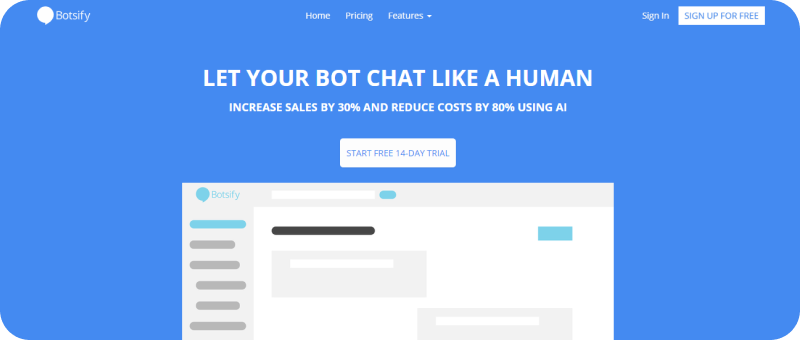 Botsify
Home Pricing Features
Sign In SIGN UP FOR FREE
LET YOUR BOT CHAT LIKE A HUMAN
INCREASE SALES BY 30% AND REDUCE COSTS BY 80% USING AI
START FREE 14-DAY TRIAL
Botsify